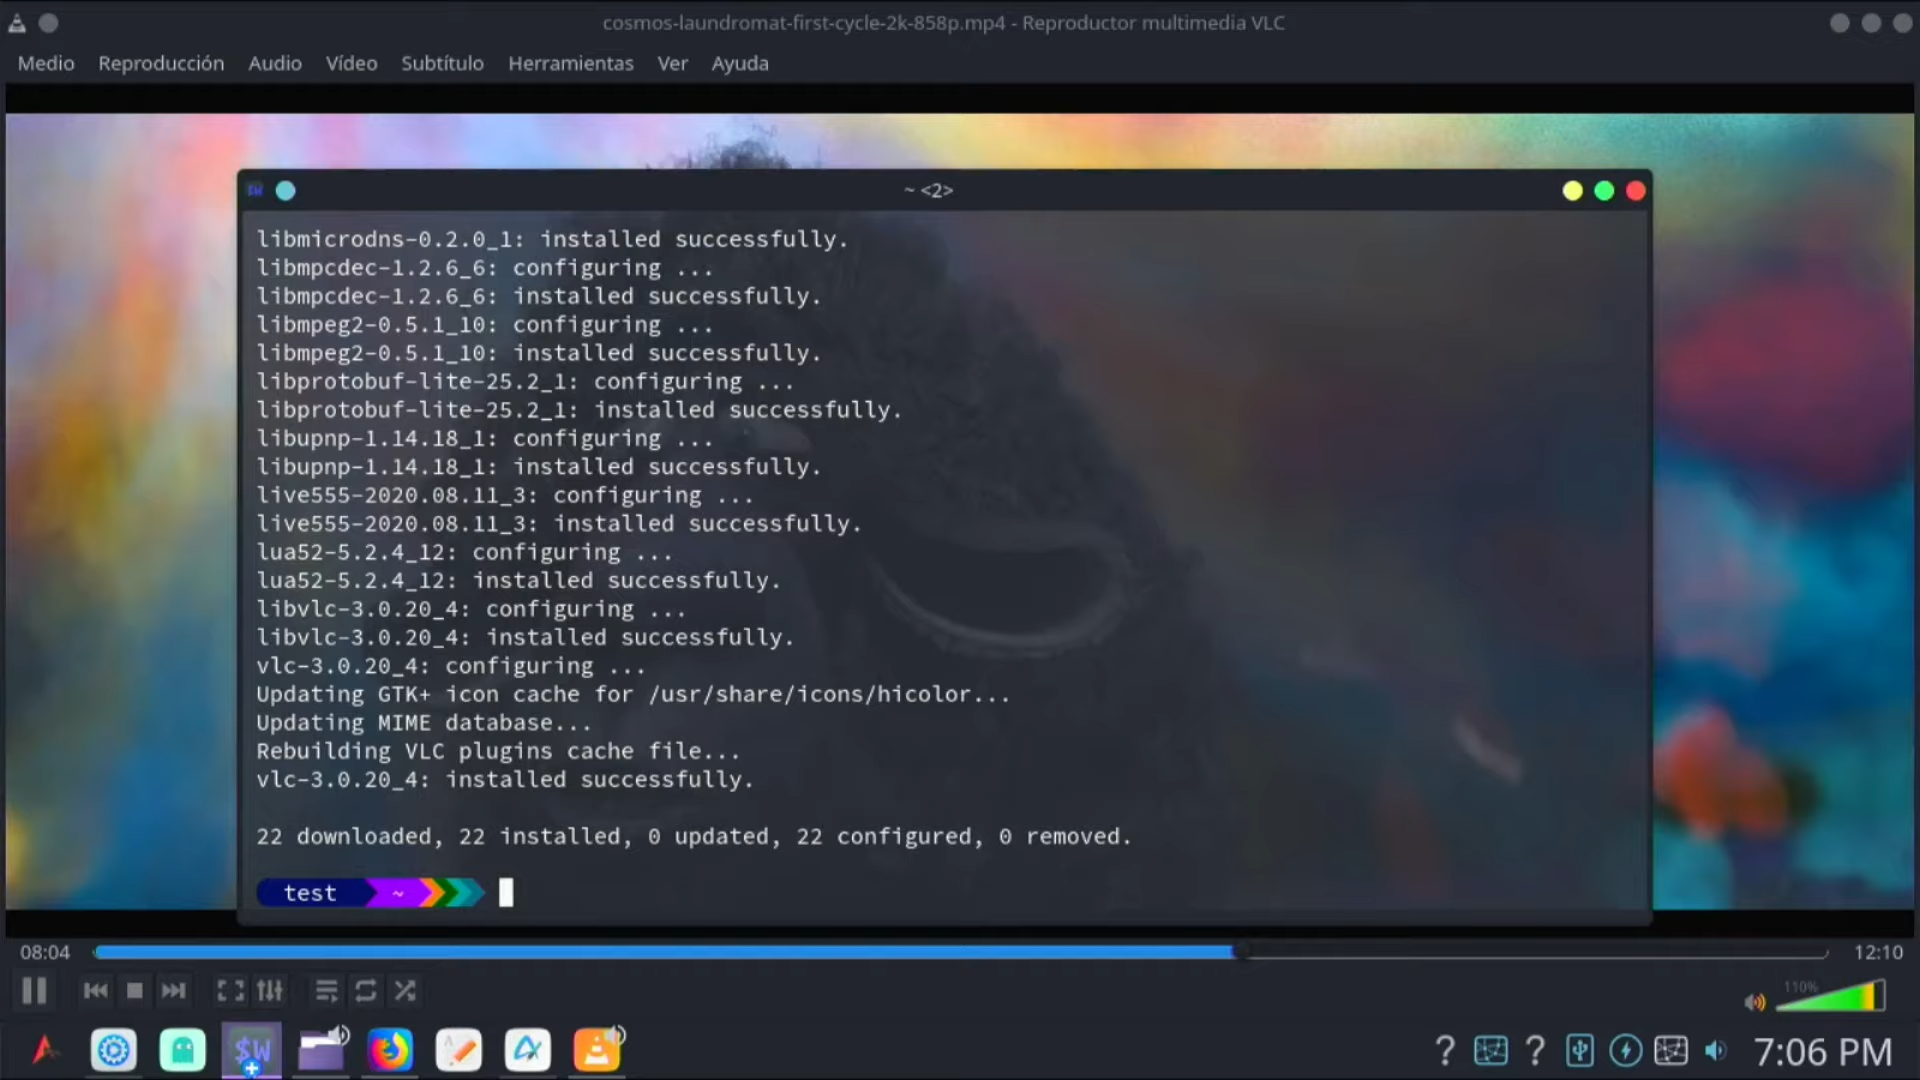 cosmos-laundromat-first-cycle-2k-858p.mp4 - Reproductor multimedia VLC
Medio Reproducción Audio Vídeo Subtítulo Herramientas Ver Ayuda
$W ~ <2>
libmicrodns-0.2.0_1: installed successfully.
libmpcdec-1.2.6_6: configuring ...
libmpcdec-1.2.6_6: installed successfully.
libmpeg2-0.5.1_10: configuring ...
libmpeg2-0.5.1_10: installed successfully.
libprotobuf-lite-25.2_1: configuring ...
libprotobuf-lite-25.2_1: installed successfully.
libupnp-1.14.18_1: configuring ...
libupnp-1.14.18_1: installed successfully.
live555-2020.08.11_3: configuring ...
live555-2020.08.11_3: installed successfully.
lua52-5.2.4_12: configuring ...
lua52-5.2.4_12: installed successfully.
libvlc-3.0.20_4: configuring ...
libvlc-3.0.20_4: installed successfully.
vlc-3.0.20_4: configuring ...
Updating GTK+ icon cache for /usr/share/icons/hicolor...
Updating MIME database...
Rebuilding VLC plugins cache file...
vlc-3.0.20_4: installed successfully.
22 downloaded, 22 installed, 0 updated, 22 configured, 0 removed.
test ~
08:04 12:10
110%
$W ? ? 7:06 PM